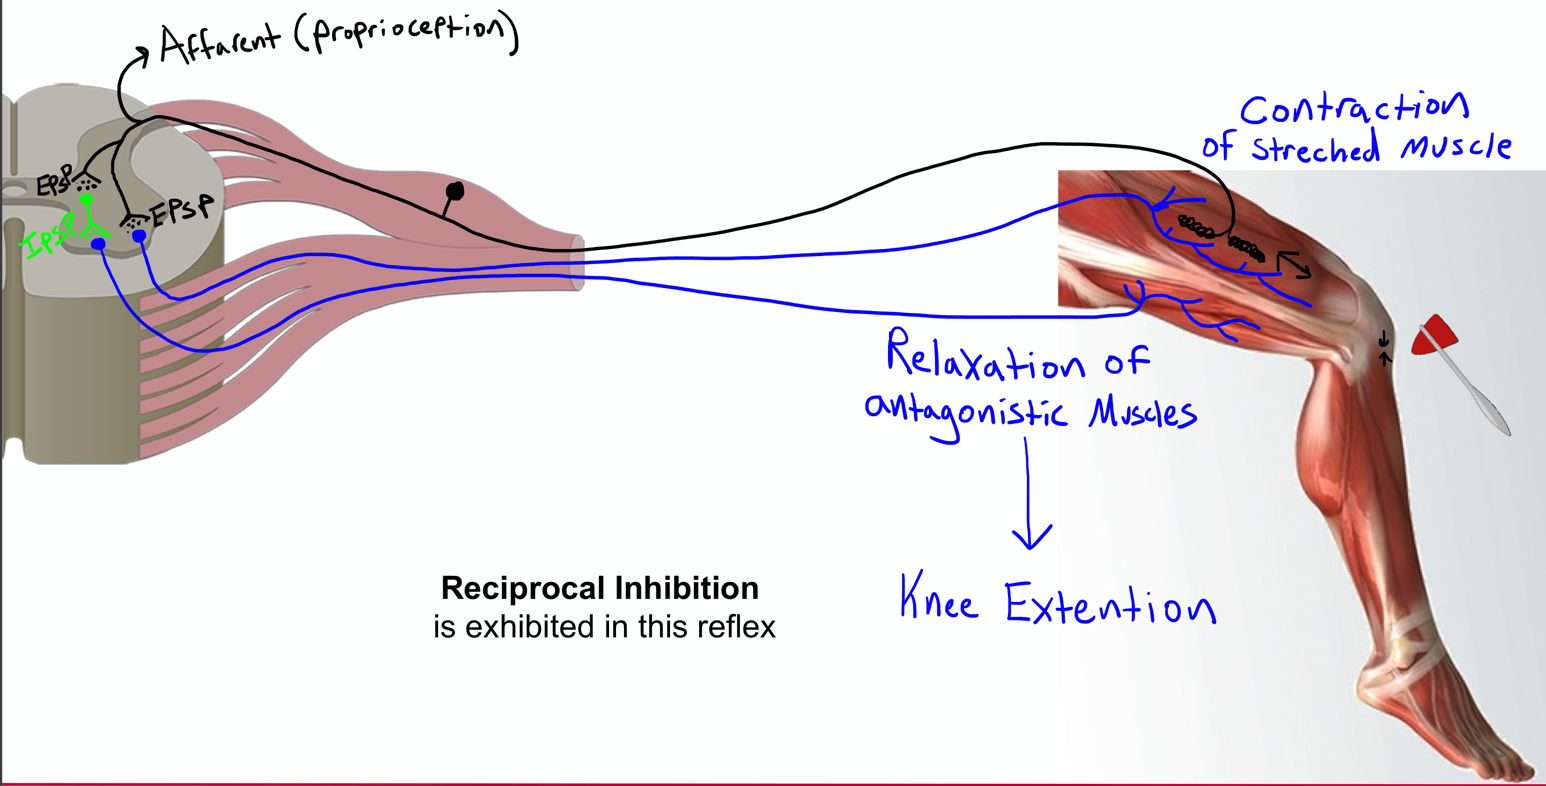 Affarent (proprioception)
Contraction
of Streched Muscle
EPSP
EPSP
IPSP
Relaxation of
antagonistic Muscles
Knee Extention
Reciprocal Inhibition
is exhibited in this reflex